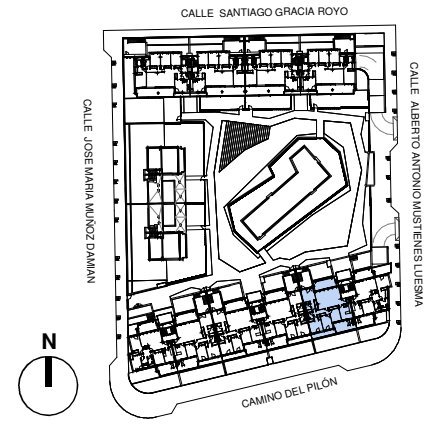 CALLE SANTIAGO GRACIA ROYO
CALLE ALBERTO ANTONIO MUSTIENES LUESMA
CALLE JOSE MARIA MUÑOZ DAMIAN
N
CAMINO DEL PILÓN